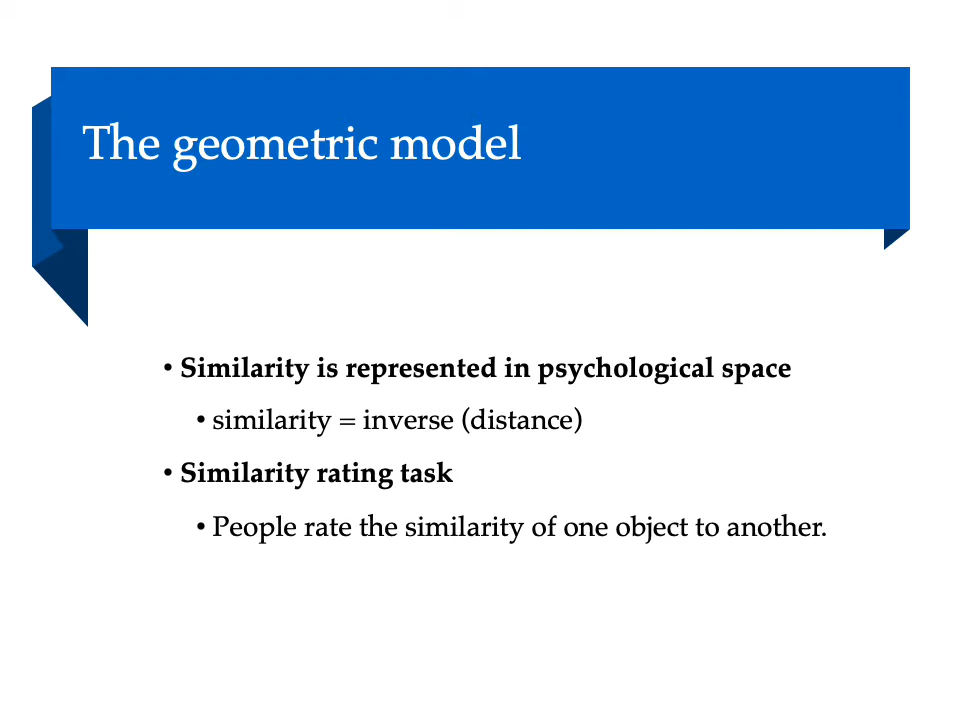 The geometric model
• Similarity is represented in psychological space
• similarity = inverse (distance)
• Similarity rating task
• People rate the similarity of one object to another.